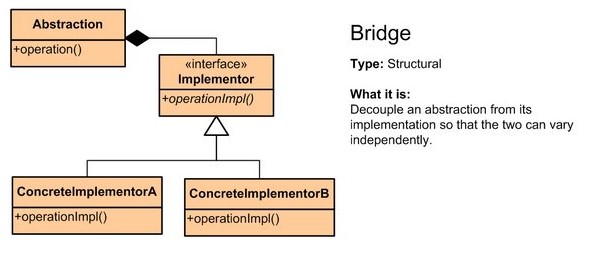 Abstraction
+operation()
«interface»
Implementor
+operationImpl()
ConcreteImplementorA
+operationImpl()
ConcreteImplementorB
+operationImpl()
Bridge
Type: Structural
What it is:
Decouple an abstraction from its
implementation so that the two can vary
independently.